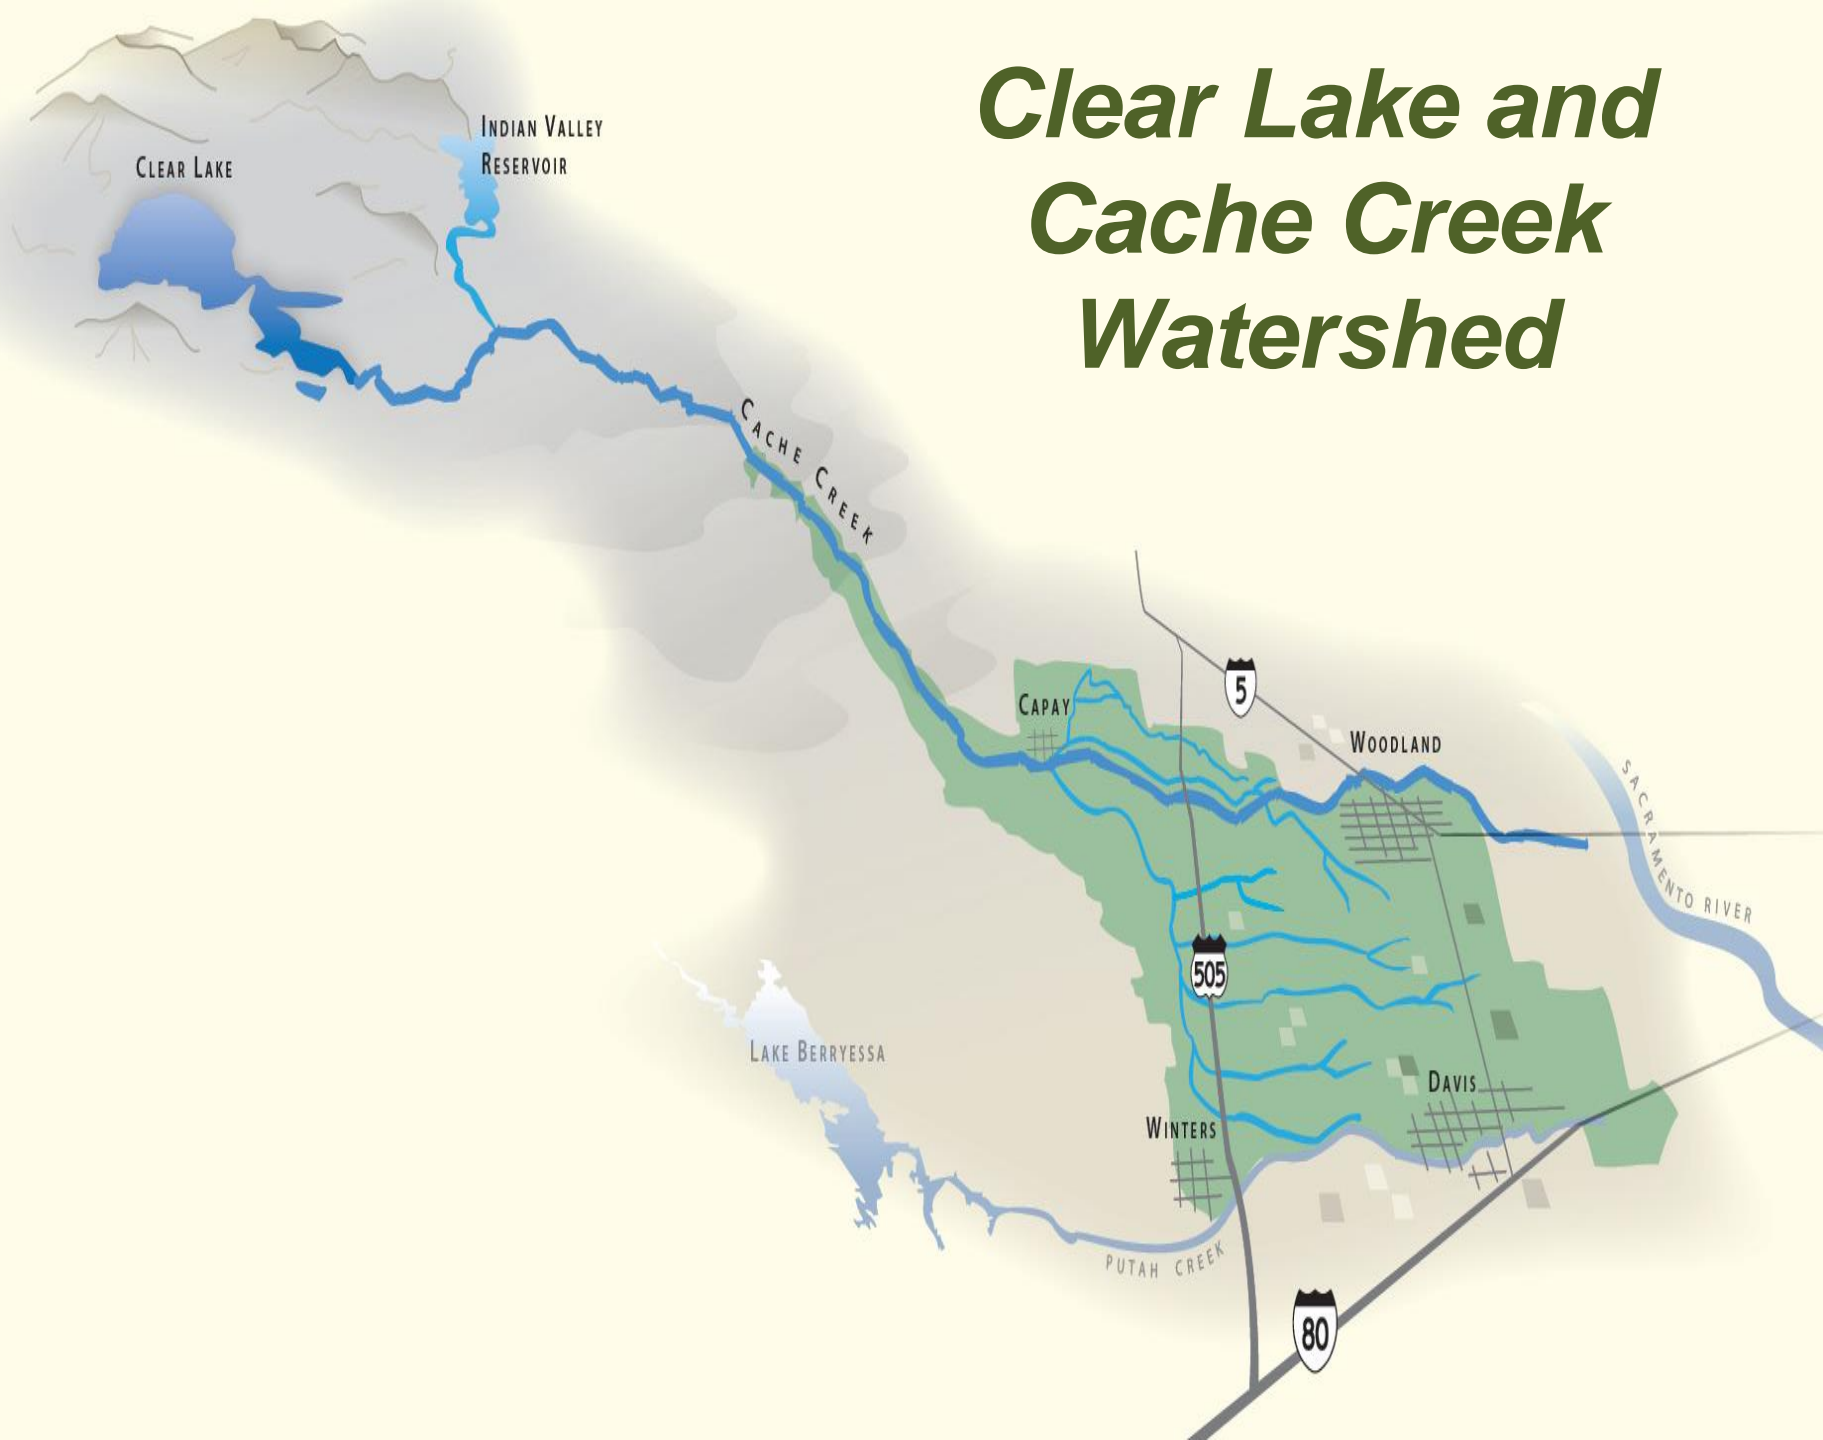 Clear Lake and
Cache Creek
Watershed
INDIAN VALLEY
RESERVOIR
CLEAR LAKE
CACHE CREEK
CAPAY
5
WOODLAND
SACRAMENTO RIVER
505
LAKE BERRYESSA
DAVIS
WINTERS
PUTAH CREEK
80